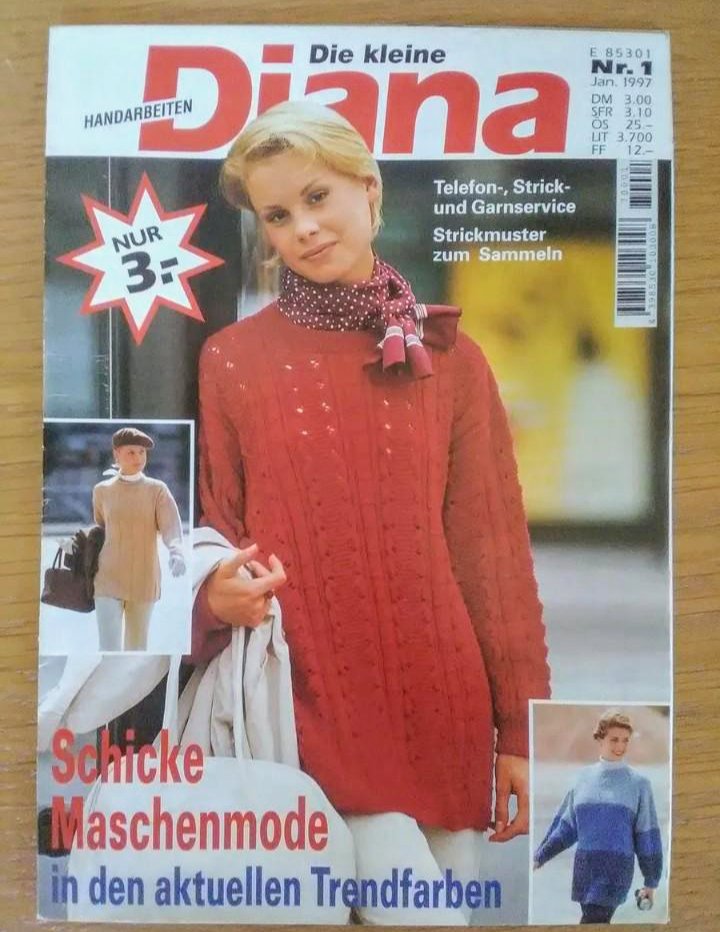 Die kleine
Diana
HANDARBEITEN
E 85301
Nr. 1
Jan. 1997
DM 3.00
SFR 3.10
ÖS 25.–
LIT 3.700
FF 12.–
Telefon-, Strick-
und Garnservice
Strickmuster
zum Sammeln
NUR
3.-
10001
Schicke
Maschenmode
in den aktuellen Trendfarben